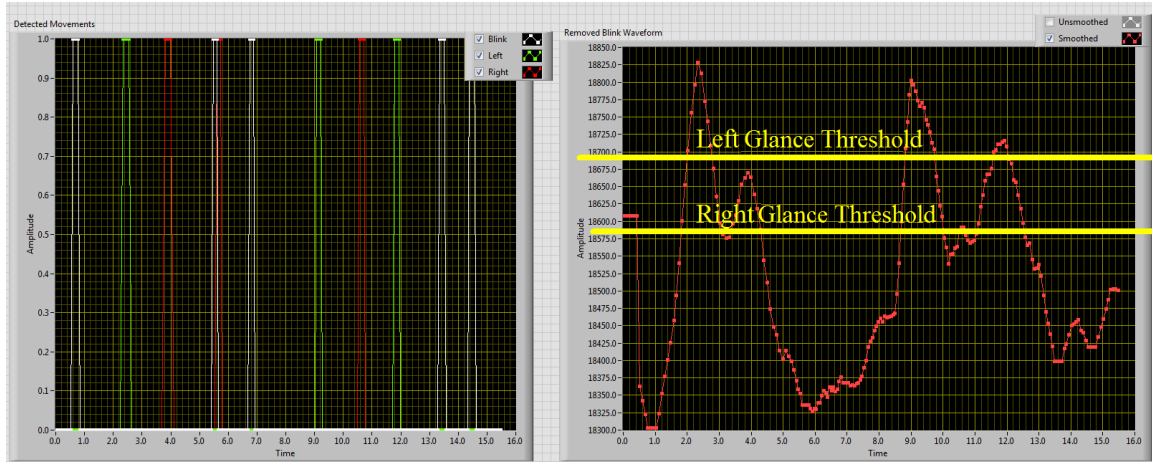 Detected Movements
Blink
Left
Right
Amplitude
1.0
0.9
0.8
0.7
0.6
0.5
0.4
0.3
0.2
0.1
0.0
0.0 1.0 2.0 3.0 4.0 5.0 6.0 7.0 8.0 9.0 10.0 11.0 12.0 13.0 14.0 15.0 16.0
Time
Removed Blink Waveform
Unsmoothed
Smoothed
Left Glance Threshold
Right Glance Threshold
Amplitude
18850.0
18825.0
18800.0
18775.0
18750.0
18725.0
18700.0
18675.0
18650.0
18625.0
18600.0
18575.0
18550.0
18525.0
18500.0
18475.0
18450.0
18425.0
18400.0
18375.0
18350.0
18325.0
18300.0
0.0 1.0 2.0 3.0 4.0 5.0 6.0 7.0 8.0 9.0 10.0 11.0 12.0 13.0 14.0 15.0 16.0
Time